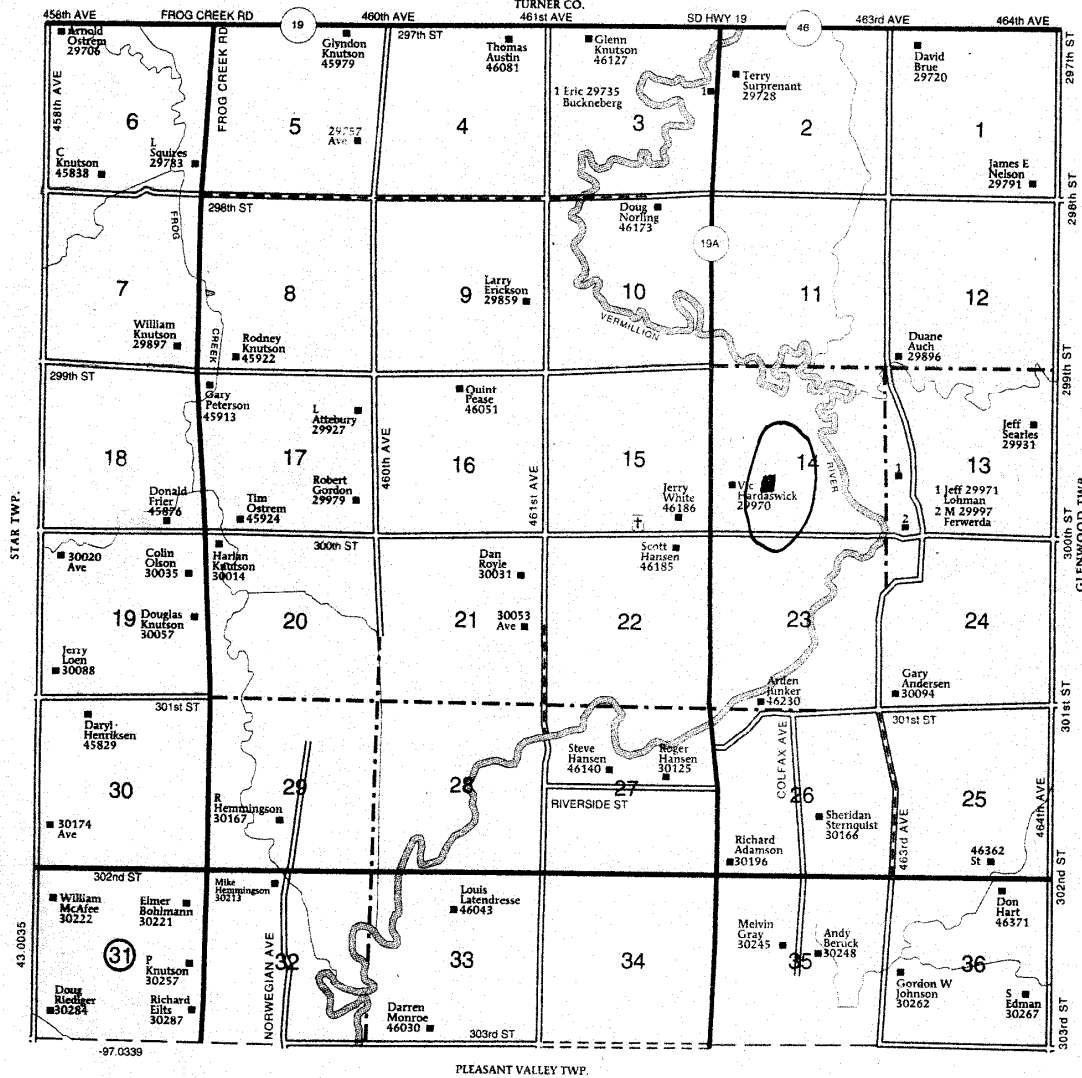 TURNER CO.
458th AVE
FROG CREEK RD
19
460th AVE
461st AVE
SD HWY 19
46
463rd AVE
464th AVE
297th ST
297th ST
Arnold
Ostrem
29706
458th AVE
FROG CREEK RD
Glyndon
Knutson
45979
Thomas
Austin
46081
Glenn
Knutson
46127
1 Eric 29735
Buckneberg
1
Terry
Surprenant
29728
David
Brue
29720
6
5
4
3
2
1
C
Knutson
45838
L
Squires
29783
29757
Ave
James E
Nelson
29791
298th ST
298th ST
FROG
CREEK
Doug
Norling
46173
19A
7
8
9
10
11
12
Larry
Erickson
29859
VERMILLION
William
Knutson
29897
Rodney
Knutson
45922
Duane
Auch
29896
299th ST
299th ST
Gary
Peterson
45913
L
Attebury
29927
460th AVE
Quint
Pease
46051
Jeff
Searles
29931
18
17
16
461st AVE
15
14
RIVER
13
1
Donald
Frier
45876
Tim
Ostrem
45924
Robert
Gordon
29979
Jerry
White
46186
Vic
Hardaswick
29970
1 Jeff 29971
Lohman
2 M 29997
Ferwerda
2
300th ST
300th ST
STAR TWP.
GLENWOOD TWP.
30020
Ave
Colin
Olson
30035
Harlan
Knutson
30014
Dan
Royle
30031
Scott
Hansen
46185
19
20
21
22
23
24
Douglas
Knutson
30057
30053
Ave
Jerry
Loen
30088
Arden
Junker
46230
Gary
Andersen
30094
301st ST
301st ST
301st ST
Daryl
Henriksen
45829
Steve
Hansen
46140
Roger
Hansen
30125
COLFAX AVE
30
29
28
27
26
25
RIVERSIDE ST
463rd AVE
464th AVE
30174
Ave
R
Hemmingson
30167
Sheridan
Sternquist
30166
Richard
Adamson
30196
46362
St
302nd ST
302nd ST
William
McAfee
30222
Elmer
Bohlmann
30221
Mike
Hemmingson
30213
Louis
Latendresse
46043
Don
Hart
46371
43.0035
31
32
33
34
35
36
P
Knutson
30257
Melvin
Gray
30245
Andy
Beruck
30248
NORWEGIAN AVE
Doug
Riediger
30284
Richard
Eilts
30287
Darren
Monroe
46030
Gordon W
Johnson
30262
S
Edman
30267
303rd ST
303rd ST
-97.0339
PLEASANT VALLEY TWP.